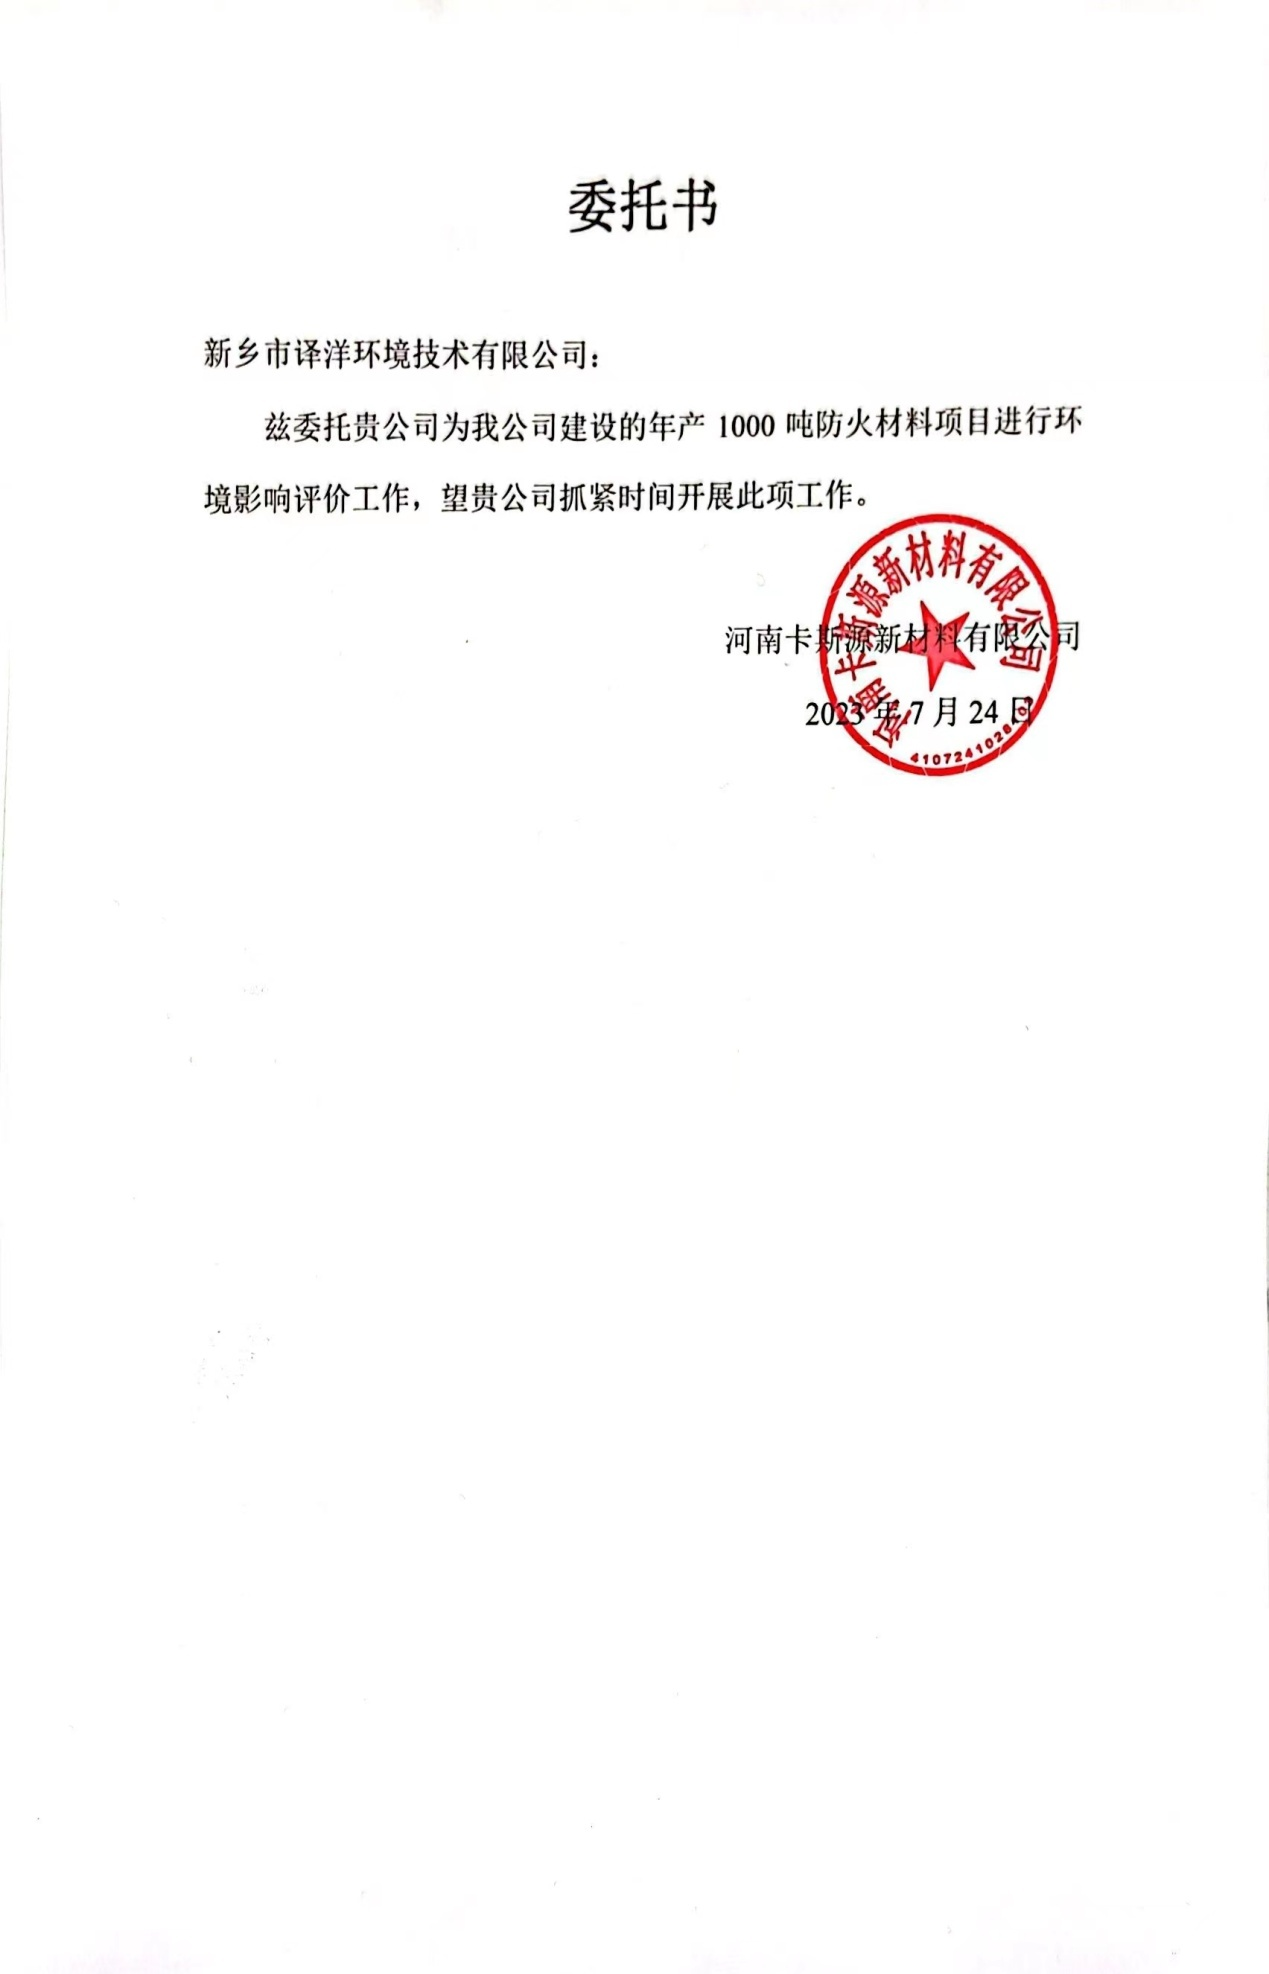 委托书
新乡市译洋环境技术有限公司：
兹委托贵公司为我公司建设的年产 1000 吨防火材料项目进行环
境影响评价工作，望贵公司抓紧时间开展此项工作。
河南卡斯源新材料有限公司
2023 年 7 月 24 日
河南卡斯源新材料有限公司